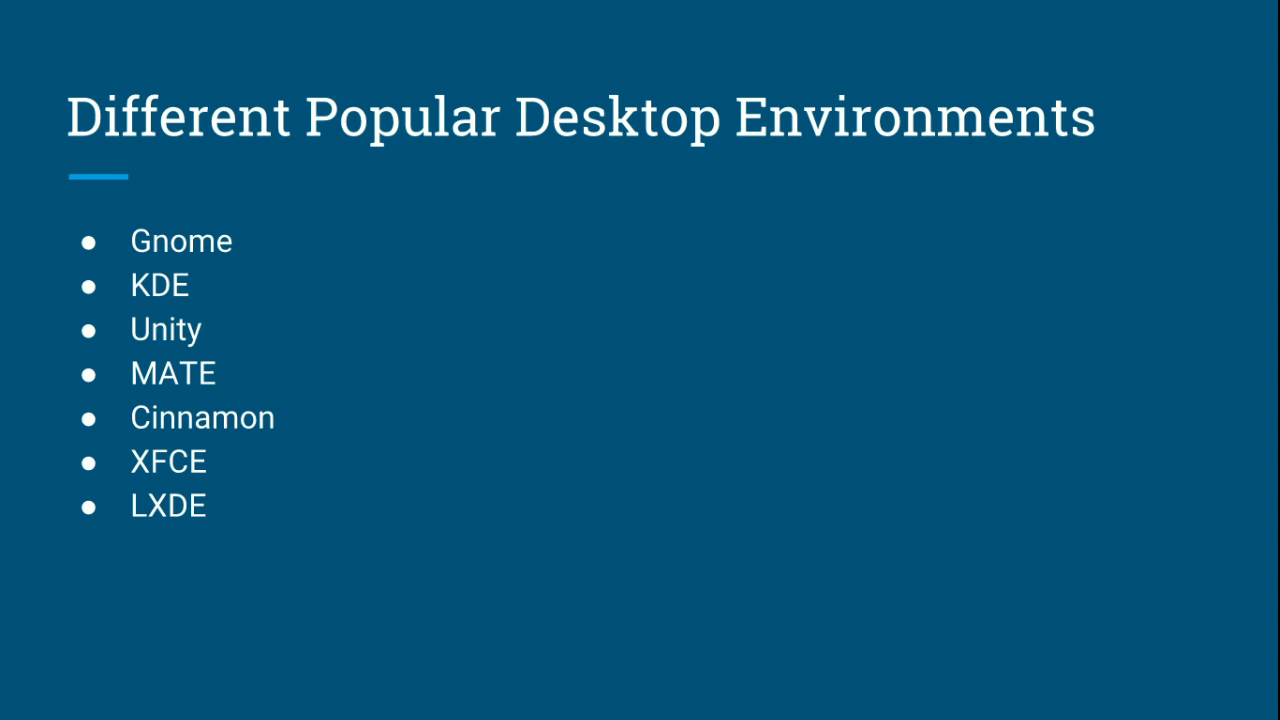 Different Popular Desktop Environments
● Gnome
● KDE
● Unity
● MATE
● Cinnamon
● XFCE
● LXDE